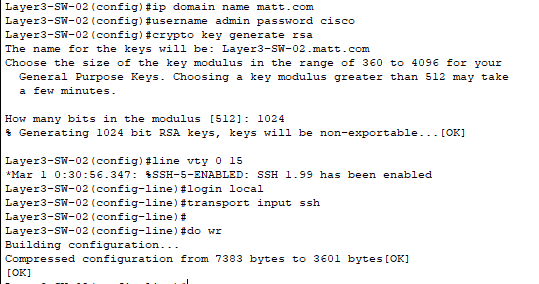 Layer3-SW-02(config)#ip domain name matt.com
Layer3-SW-02(config)#username admin password cisco
Layer3-SW-02(config)#crypto key generate rsa
The name for the keys will be: Layer3-SW-02.matt.com
Choose the size of the key modulus in the range of 360 to 4096 for your
  General Purpose Keys. Choosing a key modulus greater than 512 may take
  a few minutes.

How many bits in the modulus [512]: 1024
% Generating 1024 bit RSA keys, keys will be non-exportable...[OK]

Layer3-SW-02(config)#line vty 0 15
*Mar 1 0:30:56.347: %SSH-5-ENABLED: SSH 1.99 has been enabled
Layer3-SW-02(config-line)#login local
Layer3-SW-02(config-line)#transport input ssh
Layer3-SW-02(config-line)#
Layer3-SW-02(config-line)#do wr
Building configuration...
Compressed configuration from 7383 bytes to 3601 bytes[OK]
[OK]